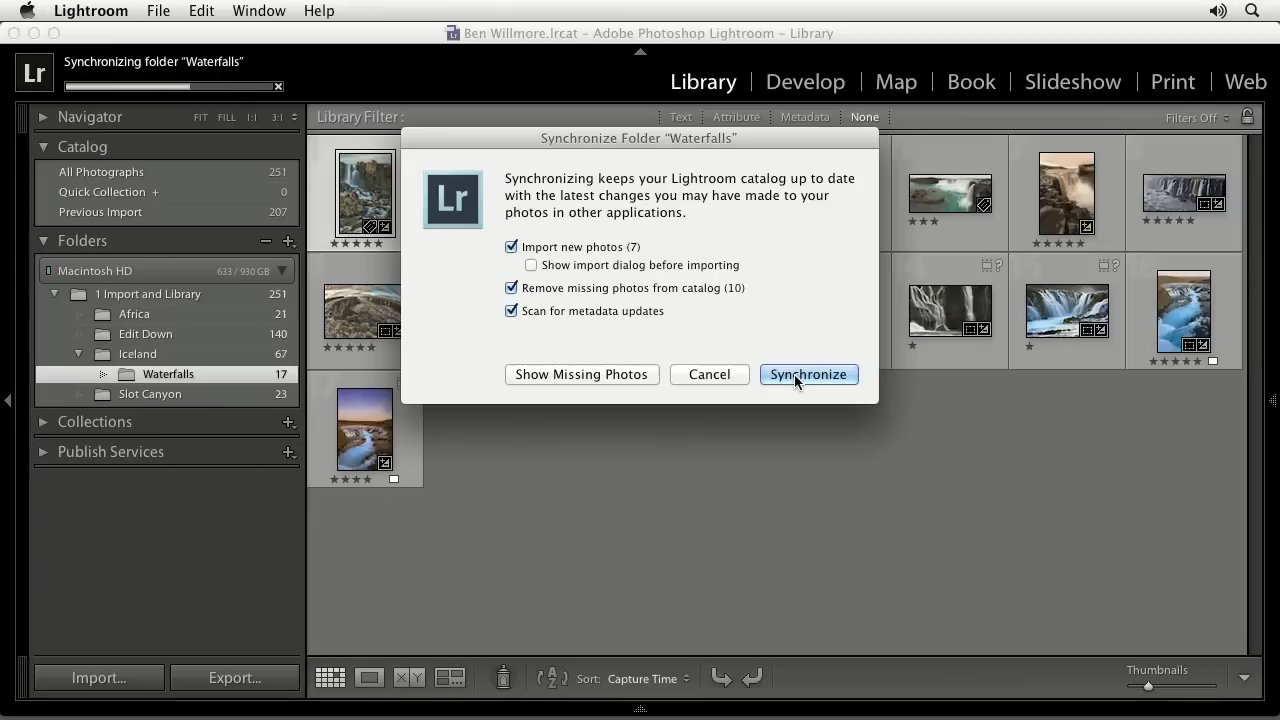 Lightroom File Edit Window Help
Ben Willmore.lrcat – Adobe Photoshop Lightroom – Library
Lr
Synchronizing folder “Waterfalls”
Library | Develop | Map | Book | Slideshow | Print | Web
Navigator FIT FILL 1:1 3:1
Library Filter : Text Attribute Metadata None Filters Off
Catalog
All Photographs 251
Quick Collection + 0
Previous Import 207
Folders
Macintosh HD 633 / 930 GB
1 Import and Library 251
Africa 21
Edit Down 140
Iceland 67
Waterfalls 17
Slot Canyon 23
Collections
Publish Services
Synchronize Folder “Waterfalls”
Lr
Synchronizing keeps your Lightroom catalog up to date
with the latest changes you may have made to your
photos in other applications.
Import new photos (7)
Show import dialog before importing
Remove missing photos from catalog (10)
Scan for metadata updates
Show Missing Photos Cancel Synchronize
Import... Export...
XY
Sort: Capture Time
Thumbnails